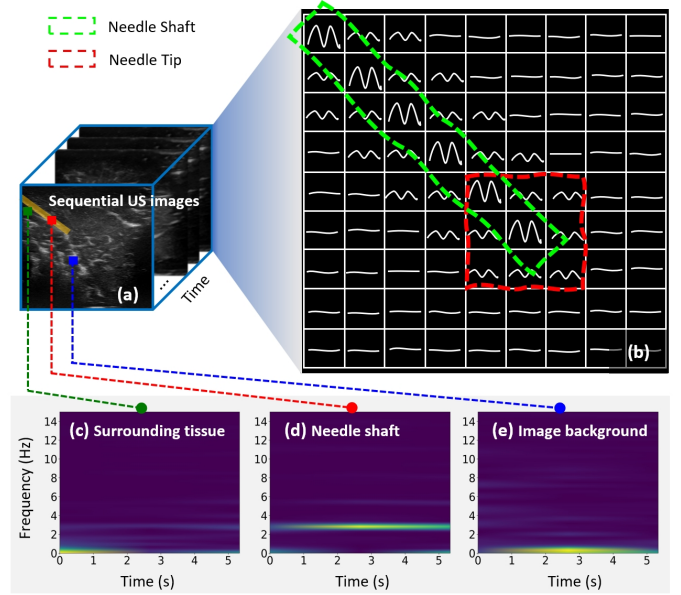 Needle Shaft
Needle Tip
Sequential US images
(a)
...
Time
(b)
(c) Surrounding tissue
(d) Needle shaft
(e) Image background
Frequency (Hz)
14
12
10
8
6
4
2
0
0 1 2 3 4 5
Time (s)
14
12
10
8
6
4
2
0
0 1 2 3 4 5
Time (s)
14
12
10
8
6
4
2
0
0 1 2 3 4 5
Time (s)